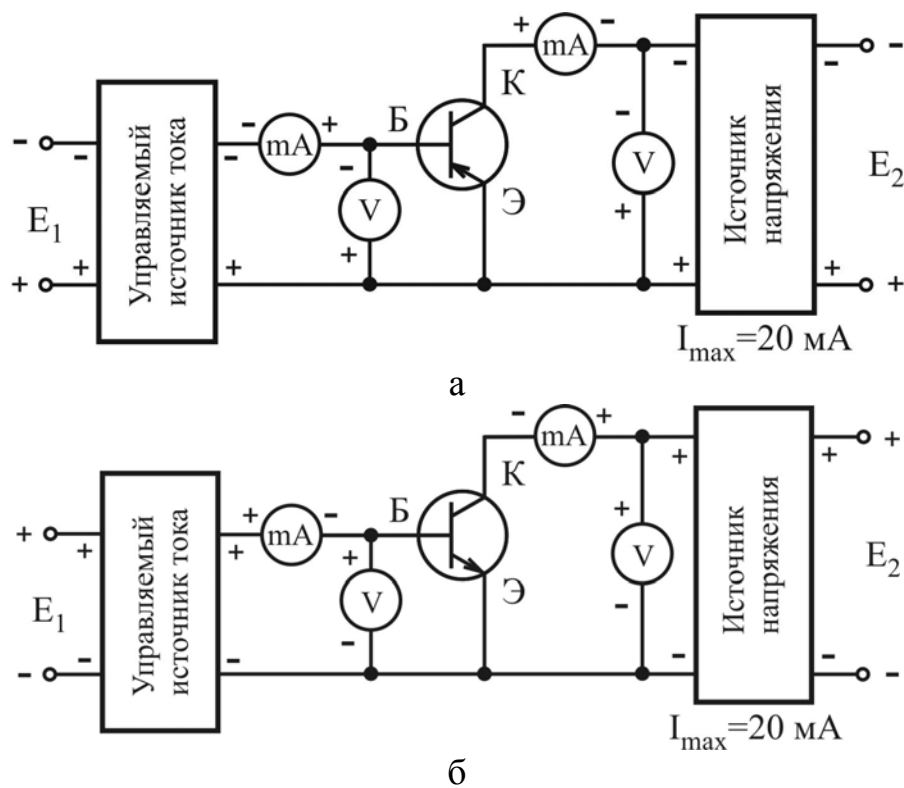 mA
К
Б
mA
Управляемый
источник тока
V
V
Э
E1
E2
Источник
напряжения
Imax=20 мА
а
mA
К
Б
mA
Управляемый
источник тока
V
V
Э
E1
E2
Источник
напряжения
Imax=20 мА
б